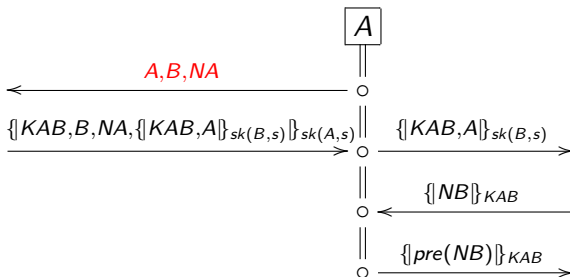 A
A,B,NA
{|KAB,B,NA,{|KAB,A|}sk(B,s)|}sk(A,s) {|KAB,A|}sk(B,s)
{|NB|}KAB
{|pre(NB)|}KAB